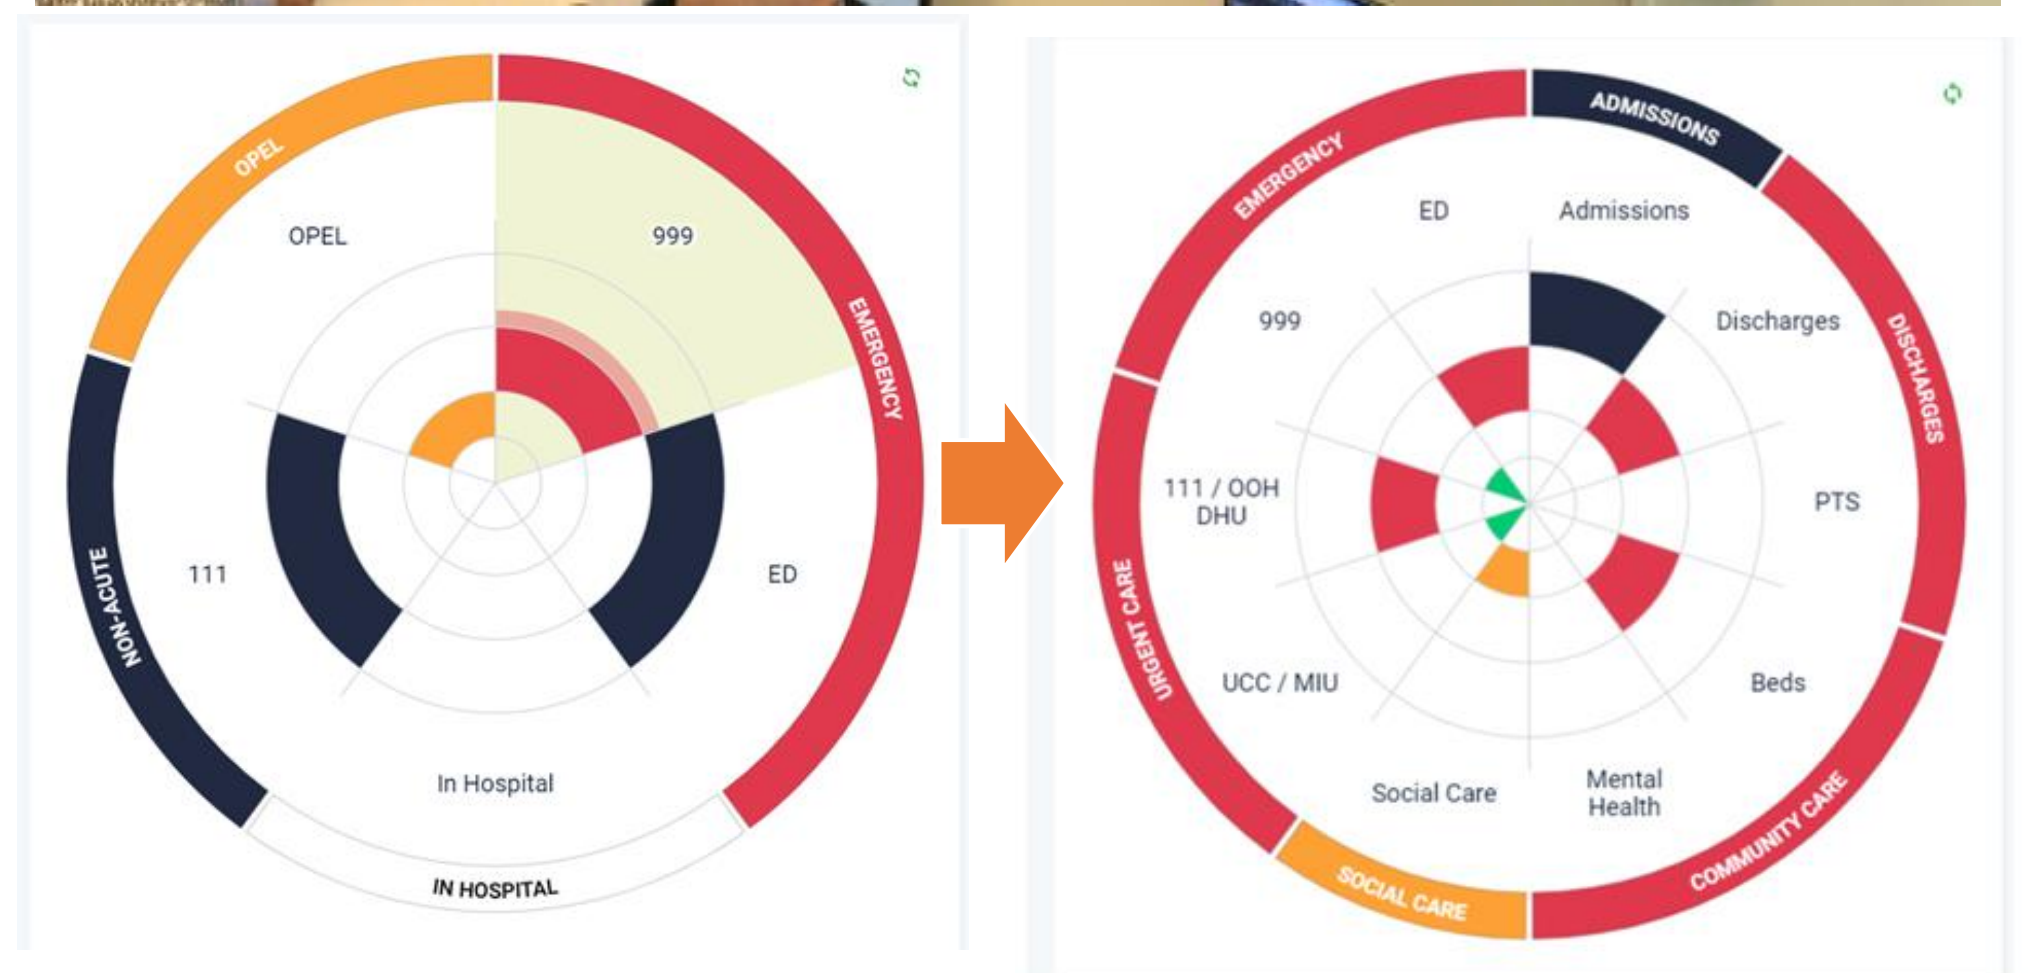 OPEL
EMERGENCY
NON-ACUTE
IN HOSPITAL
OPEL
999
111
ED
In Hospital
EMERGENCY
ADMISSIONS
DISCHARGES
URGENT CARE
COMMUNITY CARE
SOCIAL CARE
ED
Admissions
999
Discharges
111 / OOH
DHU
PTS
UCC / MIU
Beds
Social Care
Mental
Health